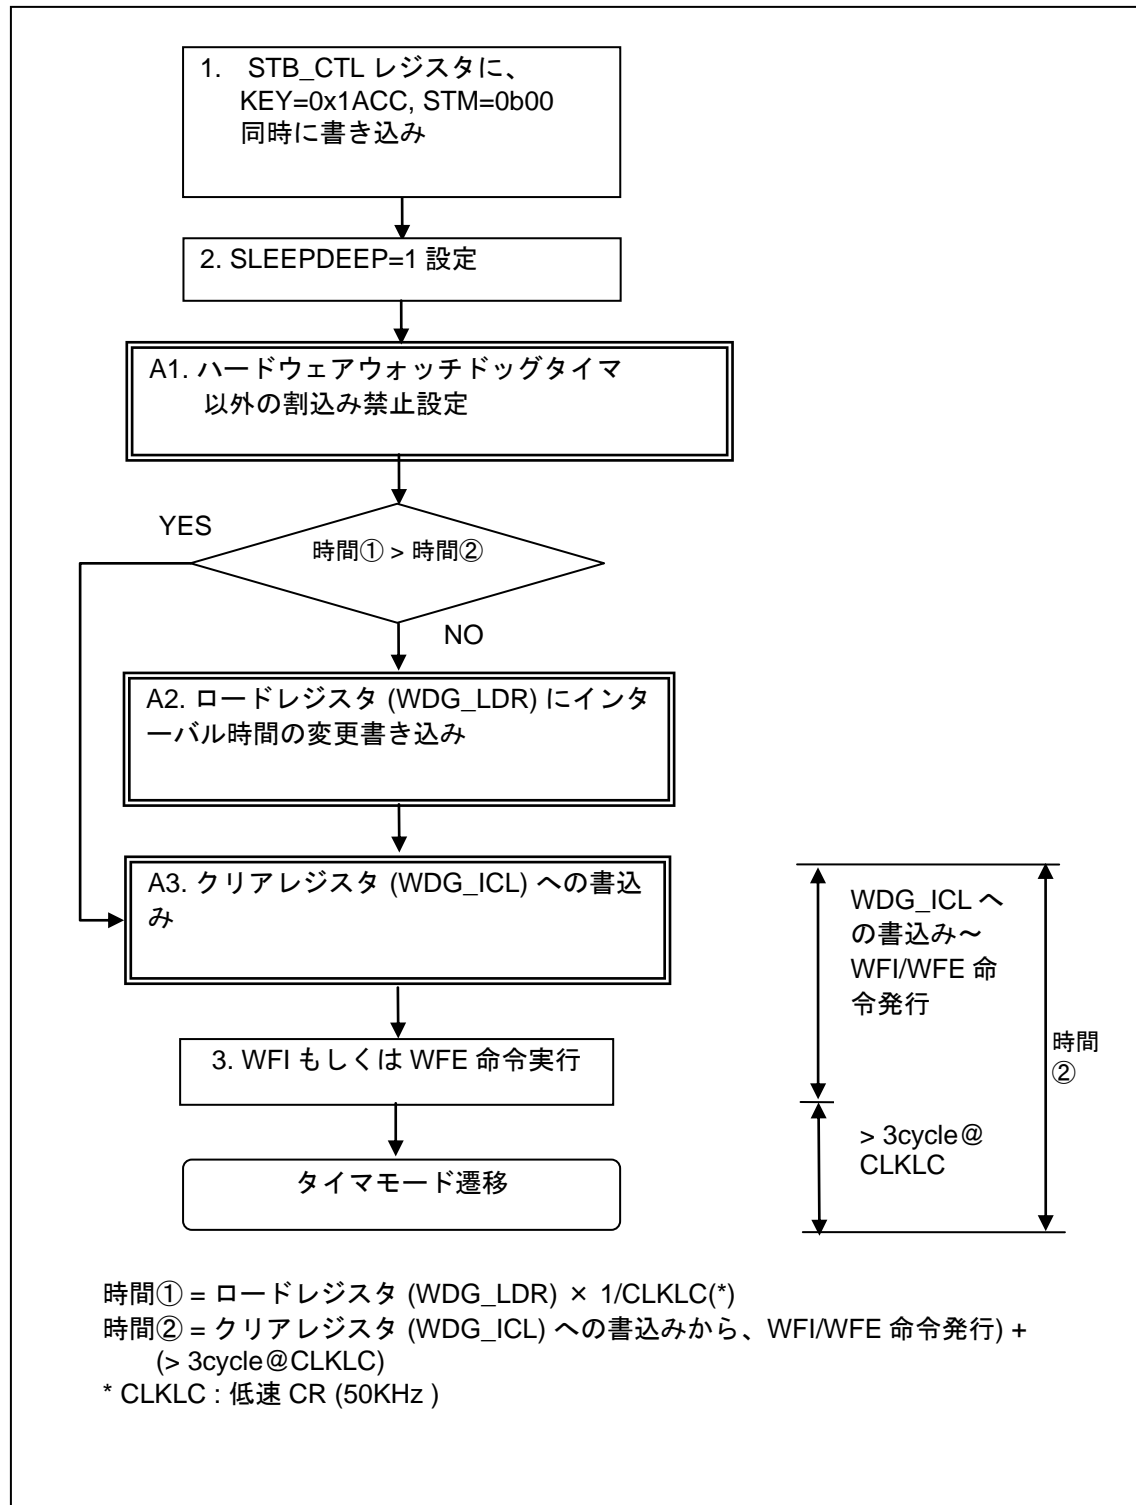 1. STB_CTL レジスタに、
KEY=0x1ACC, STM=0b00
同時に書き込み
2. SLEEPDEEP=1 設定
A1. ハードウェアウォッチドッグタイマ
以外の割込み禁止設定
YES
時間① > 時間②
NO
A2. ロードレジスタ (WDG_LDR) にインタ
ーバル時間の変更書き込み
A3. クリアレジスタ (WDG_ICL) への書込
み
3. WFI もしくは WFE 命令実行
タイマモード遷移
WDG_ICL へ
の書込み～
WFI/WFE 命
令発行
時間
②
> 3cycle@
CLKLC
時間① = ロードレジスタ (WDG_LDR) × 1/CLKLC(*)
時間② = クリアレジスタ (WDG_ICL) への書込みから、WFI/WFE 命令発行) +
(> 3cycle@CLKLC)
* CLKLC : 低速 CR (50KHz )